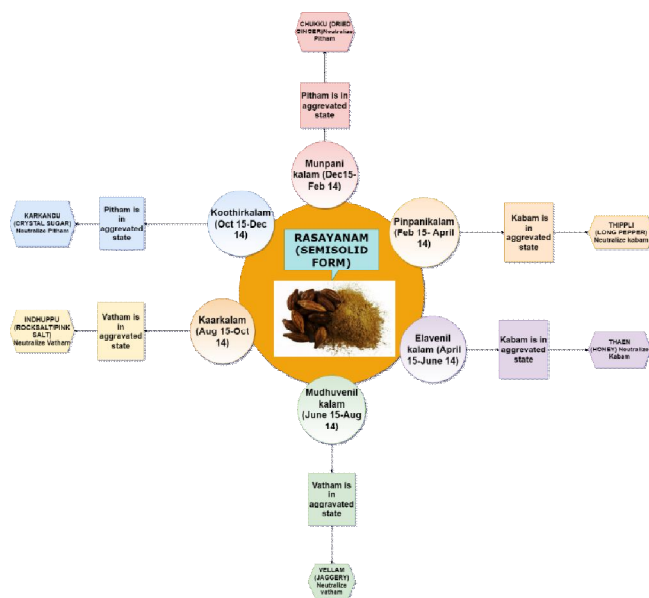 CHUKKU (DRIED
GINGER)Neutralize
Pitham
Pitham is in
aggrevated
state
Munpani
kalam (Dec15-
Feb 14)
KARKANDU
(CRYSTAL SUGAR)
Neutralize Pitham
Pitham is
in
aggrevated
state
Koothirkalam
(Oct 15-Dec
14)
Pinpanikalam
(Feb 15- April
14)
Kabam is
in
aggrevated
state
THIPPLI
(LONG PEPPER)
Neutralize kabam
RASAYANAM
(SEMISOLID
FORM)
INDHUPPU
(ROCKSALT/PINK
SALT)
Neutralize Vatham
Vatham is
in
aggravated
state
Kaarkalam
(Aug 15-Oct
14)
Elavenil
kalam (April
15-June 14)
Kabam is
in
aggrevated
state
THAEN
(HONEY) Neutralize
Kabam
Mudhuvenil
kalam
(June 15-Aug
14)
Vatham is
in
aggravated
state
VELLAM
(JAGGERY)
Neutralize
vatham